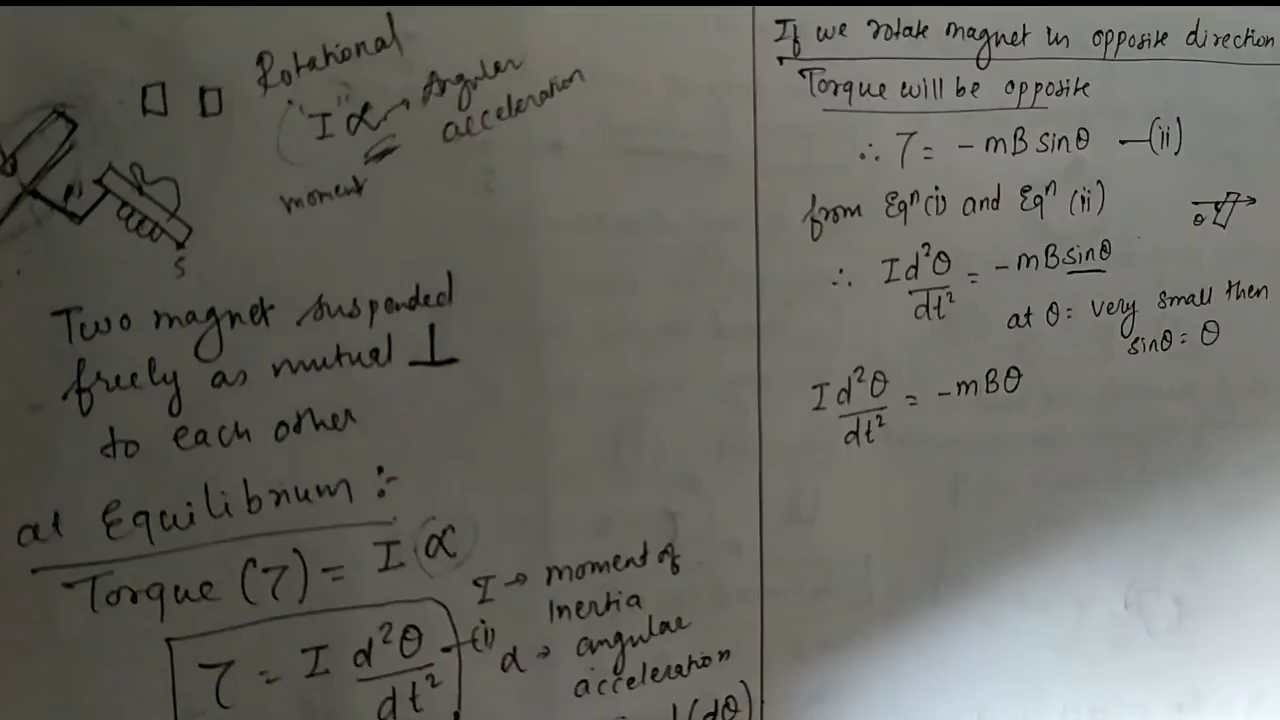 Rotational
"I" α → Angular
acceleration
moment
S
Two magnet suspended
freely as mutual ⊥
to each other
at Equilibrium :-
Torque (τ) = I α
I → moment of
Inertia
τ = I d²θ/dt² —(i)
α → angular
acceleration
d(dθ)
If we rotate magnet in opposite direction
Torque will be opposite
∴ τ = - mB sinθ —(ii)
from Eqⁿ(i) and Eqⁿ (ii)
θ
∴ I d²θ/dt² = - mB sinθ
at θ = very small then
sinθ = θ
I d²θ/dt² = - mBθ